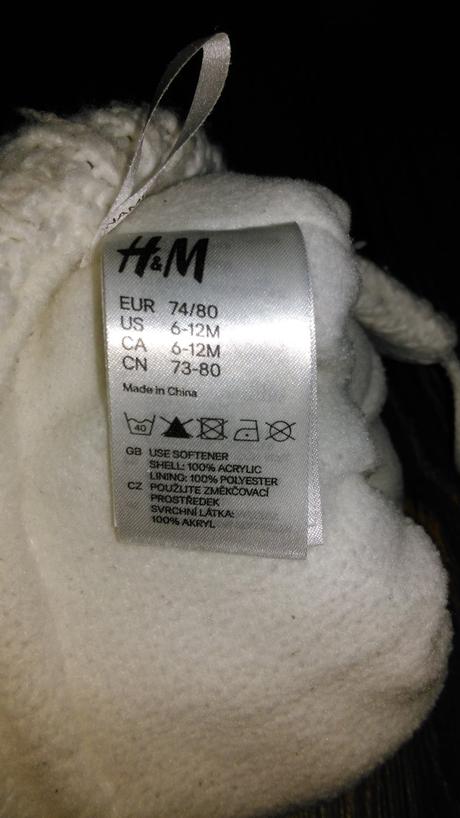 H&M
EUR 74/80
US 6-12M
CA 6-12M
CN 73-80
Made in China
40
GB USE SOFTENER
SHELL: 100% ACRYLIC
LINING: 100% POLYESTER
CZ POUŽIJTE ZMĚKČOVACÍ
PROSTŘEDEK
SVRCHNÍ LÁTKA:
100% AKRYL